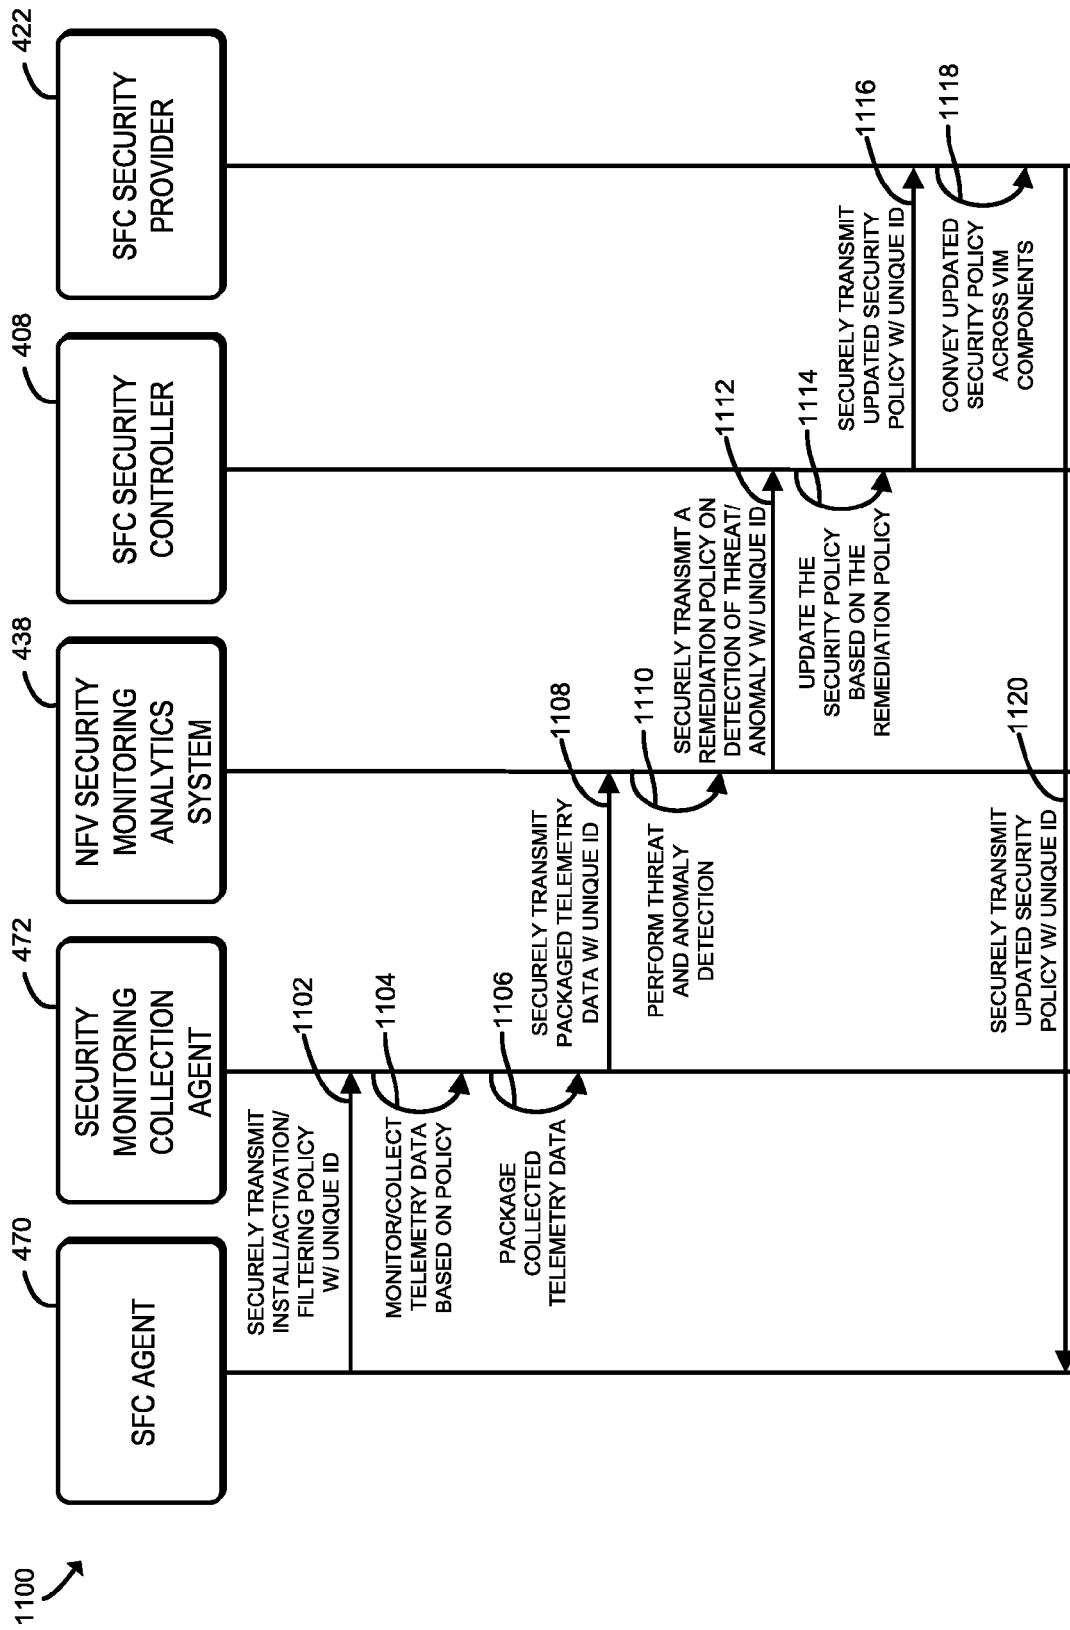 1100
470
472
438
408
422
SFC AGENT
SECURITY
MONITORING
COLLECTION
AGENT
NFV SECURITY
MONITORING
ANALYTICS
SYSTEM
SFC SECURITY
CONTROLLER
SFC SECURITY
PROVIDER
SECURELY TRANSMIT
INSTALL/ACTIVATION/
FILTERING POLICY
W/ UNIQUE ID
1102
MONITOR/COLLECT
TELEMETRY DATA
BASED ON POLICY
1104
PACKAGE
COLLECTED
TELEMETRY DATA
1106
SECURELY TRANSMIT
PACKAGED TELEMETRY
DATA W/ UNIQUE ID
1108
PERFORM THREAT
AND ANOMALY
DETECTION
1110
SECURELY TRANSMIT A
REMEDIATION POLICY ON
DETECTION OF THREAT/
ANOMALY W/ UNIQUE ID
1112
UPDATE THE
SECURITY POLICY
BASED ON THE
REMEDIATION POLICY
1114
SECURELY TRANSMIT
UPDATED SECURITY
POLICY W/ UNIQUE ID
1116
CONVEY UPDATED
SECURITY POLICY
ACROSS VIM
COMPONENTS
1118
SECURELY TRANSMIT
UPDATED SECURITY
POLICY W/ UNIQUE ID
1120